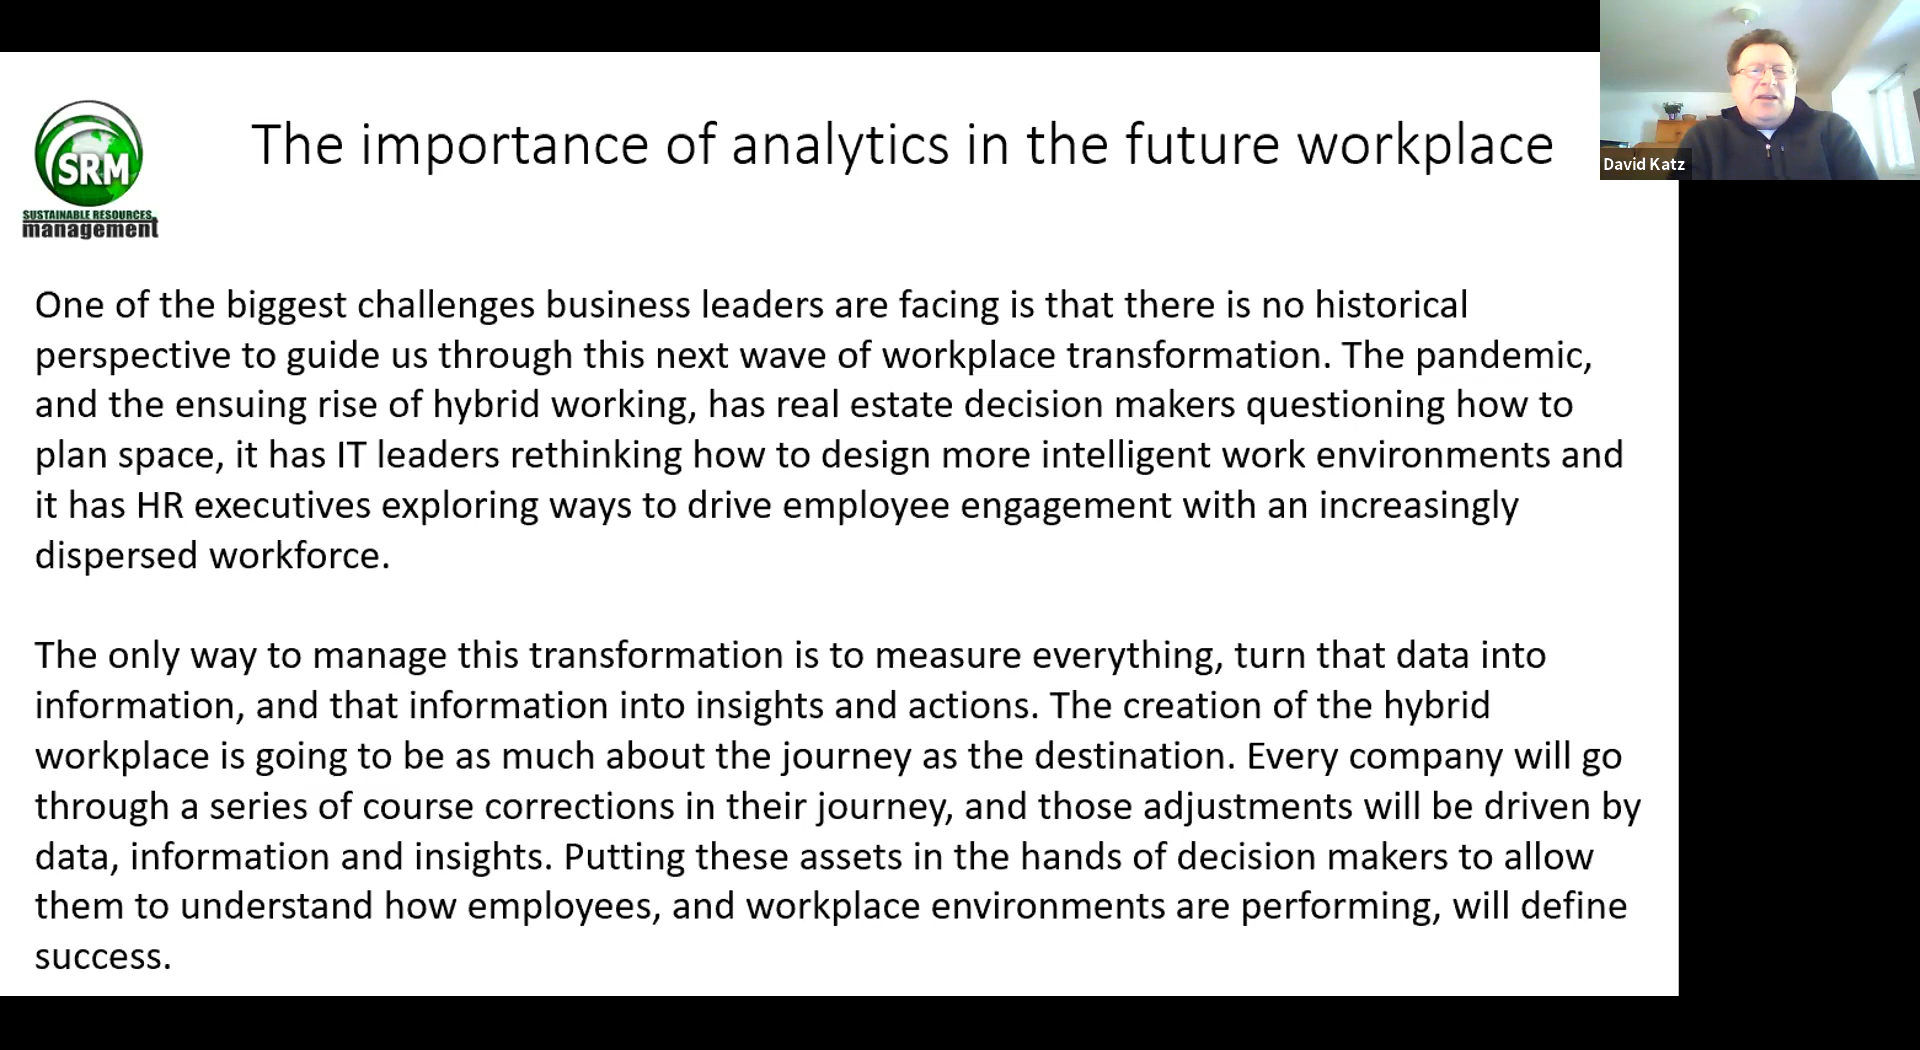 The importance of analytics in the future workplace
SRM
SUSTAINABLE RESOURCES
management
David Katz
One of the biggest challenges business leaders are facing is that there is no historical
perspective to guide us through this next wave of workplace transformation. The pandemic,
and the ensuing rise of hybrid working, has real estate decision makers questioning how to
plan space, it has IT leaders rethinking how to design more intelligent work environments and
it has HR executives exploring ways to drive employee engagement with an increasingly
dispersed workforce.
The only way to manage this transformation is to measure everything, turn that data into
information, and that information into insights and actions. The creation of the hybrid
workplace is going to be as much about the journey as the destination. Every company will go
through a series of course corrections in their journey, and those adjustments will be driven by
data, information and insights. Putting these assets in the hands of decision makers to allow
them to understand how employees, and workplace environments are performing, will define
success.